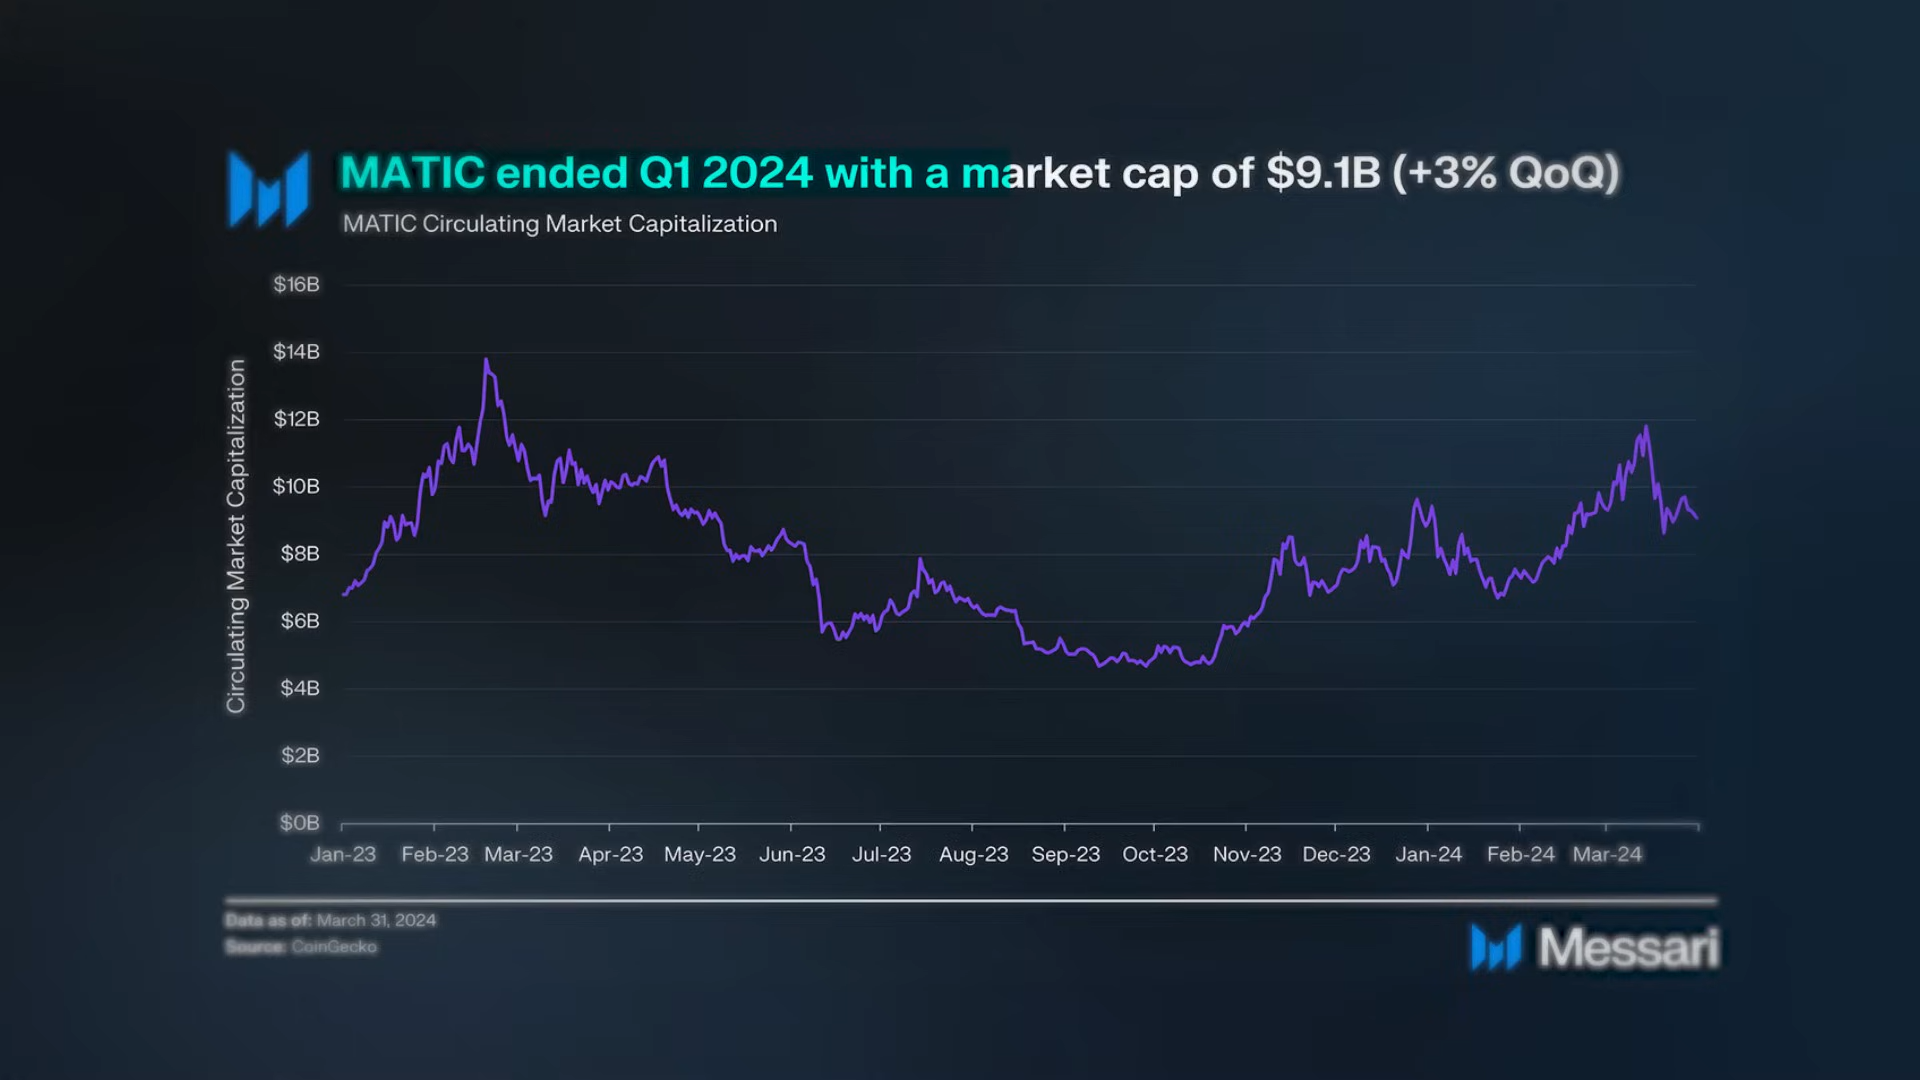 MATIC ended Q1 2024 with a market cap of $9.1B (+3% QoQ)
MATIC Circulating Market Capitalization
Circulating Market Capitalization
$16B
$14B
$12B
$10B
$8B
$6B
$4B
$2B
$0B
Jan-23 Feb-23 Mar-23 Apr-23 May-23 Jun-23 Jul-23 Aug-23 Sep-23 Oct-23 Nov-23 Dec-23 Jan-24 Feb-24 Mar-24
Data as of: March 31, 2024
Source: CoinGecko
Messari